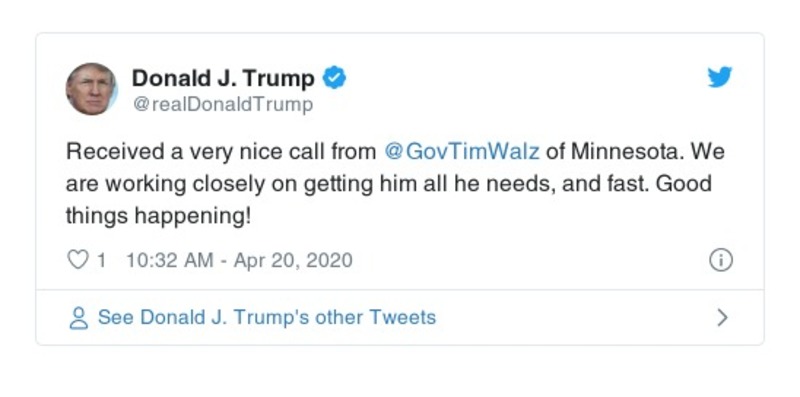 Donald J. Trump
@realDonaldTrump
Received a very nice call from @GovTimWalz of Minnesota. We
are working closely on getting him all he needs, and fast. Good
things happening!
1 10:32 AM - Apr 20, 2020
See Donald J. Trump's other Tweets